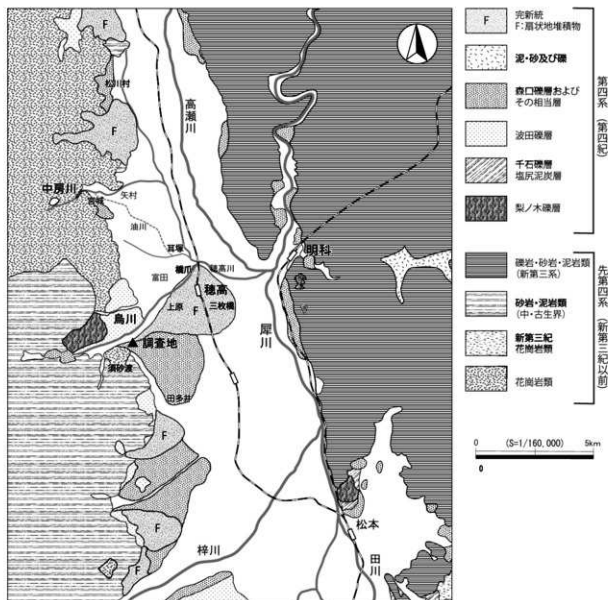 F
松川村
F
高瀬川
中房川
宮城
矢村
油川
耳塚
富田
橋爪
穂高川
明科
穂高
烏川
上原
F
三枚橋
▲ 調査地
須砂渡
田多井
犀川
F
F
F
梓川
松本
田川
F
完新統
F:扇状地堆積物
泥・砂及び礫
森口礫層および
その相当層
波田礫層
千石礫層
塩尻泥炭層
梨ノ木礫層
第四系（第四紀）
礫岩・砂岩・泥岩類
(新第三系)
砂岩・泥岩類
(中・古生界)
新第三紀
花崗岩類
花崗岩類
先第四系（新第三紀以前）
0 (S=1/160,000) 5km
0